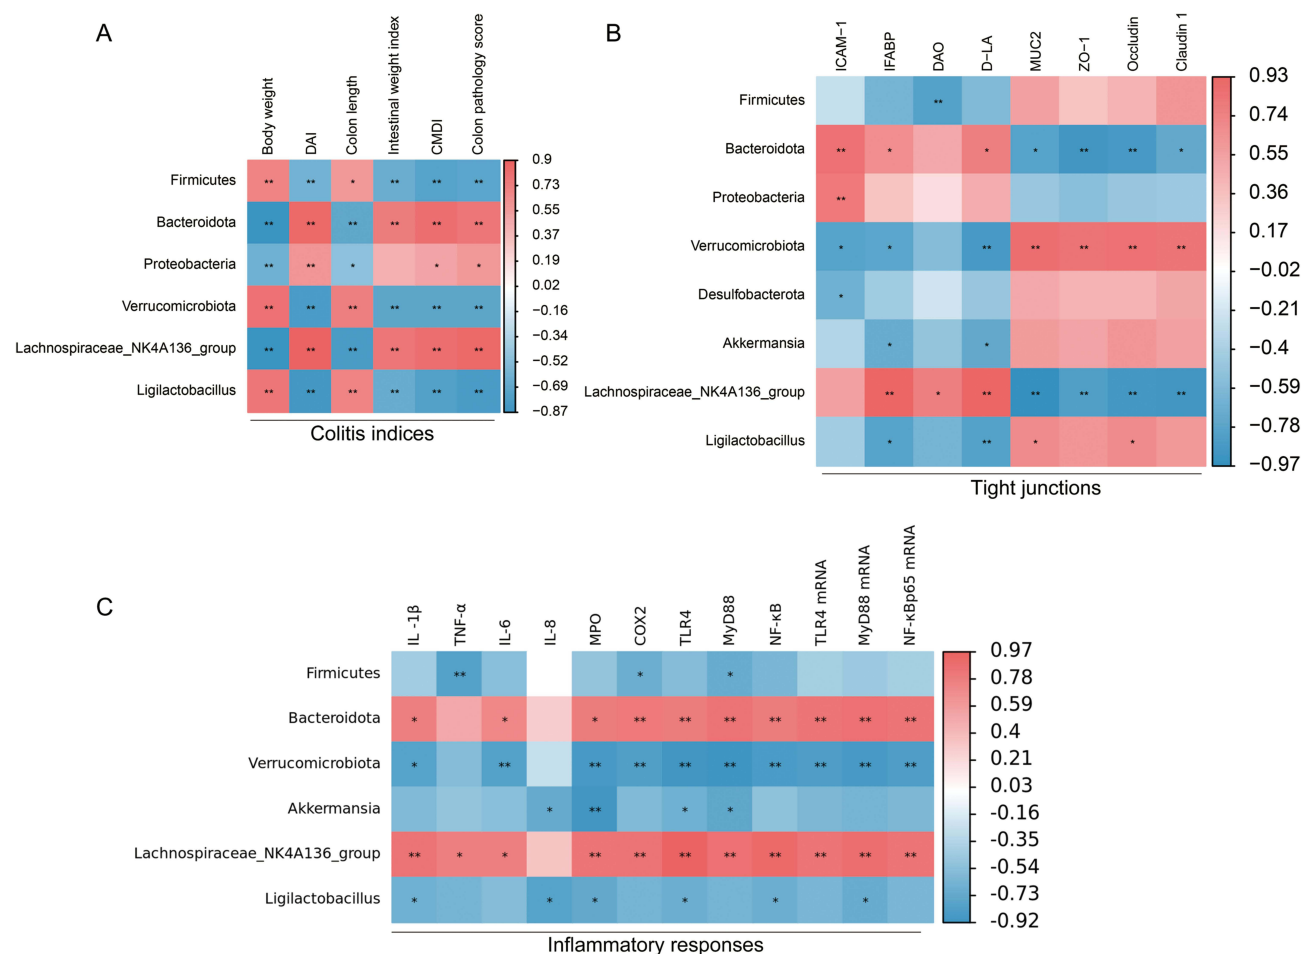 A
Body weight
DAI
Colon length
Intestinal weight index
CMDI
Colon pathology score
Firmicutes ** ** * ** ** **
Bacteroidota ** ** ** ** ** **
Proteobacteria ** ** * * *
Verrucomicrobiota ** ** ** ** ** **
Lachnospiraceae_NK4A136_group ** ** ** ** ** **
Ligilactobacillus ** ** ** ** ** **
0.9
0.73
0.55
0.37
0.19
0.02
−0.16
−0.34
−0.52
−0.69
−0.87
Colitis indices
B
ICAM−1
IFABP
DAO
D−LA
MUC2
ZO−1
Occludin
Claudin 1
Firmicutes **
Bacteroidota ** * * * ** ** *
Proteobacteria **
Verrucomicrobiota * * ** ** ** ** **
Desulfobacterota *
Akkermansia * *
Lachnospiraceae_NK4A136_group ** * ** ** ** ** **
Ligilactobacillus * ** * *
0.93
0.74
0.55
0.36
0.17
−0.02
−0.21
−0.4
−0.59
−0.78
−0.97
Tight junctions
C
IL -1β
TNF-α
IL-6
IL-8
MPO
COX2
TLR4
MyD88
NF-κB
TLR4 mRNA
MyD88 mRNA
NF-κBp65 mRNA
Firmicutes ** * *
Bacteroidota * * * ** ** ** ** ** ** **
Verrucomicrobiota * ** ** ** ** ** ** ** ** **
Akkermansia * ** * *
Lachnospiraceae_NK4A136_group ** * * ** ** ** ** ** ** ** **
Ligilactobacillus * * * * * *
0.97
0.78
0.59
0.4
0.21
0.03
-0.16
-0.35
-0.54
-0.73
-0.92
Inflammatory responses